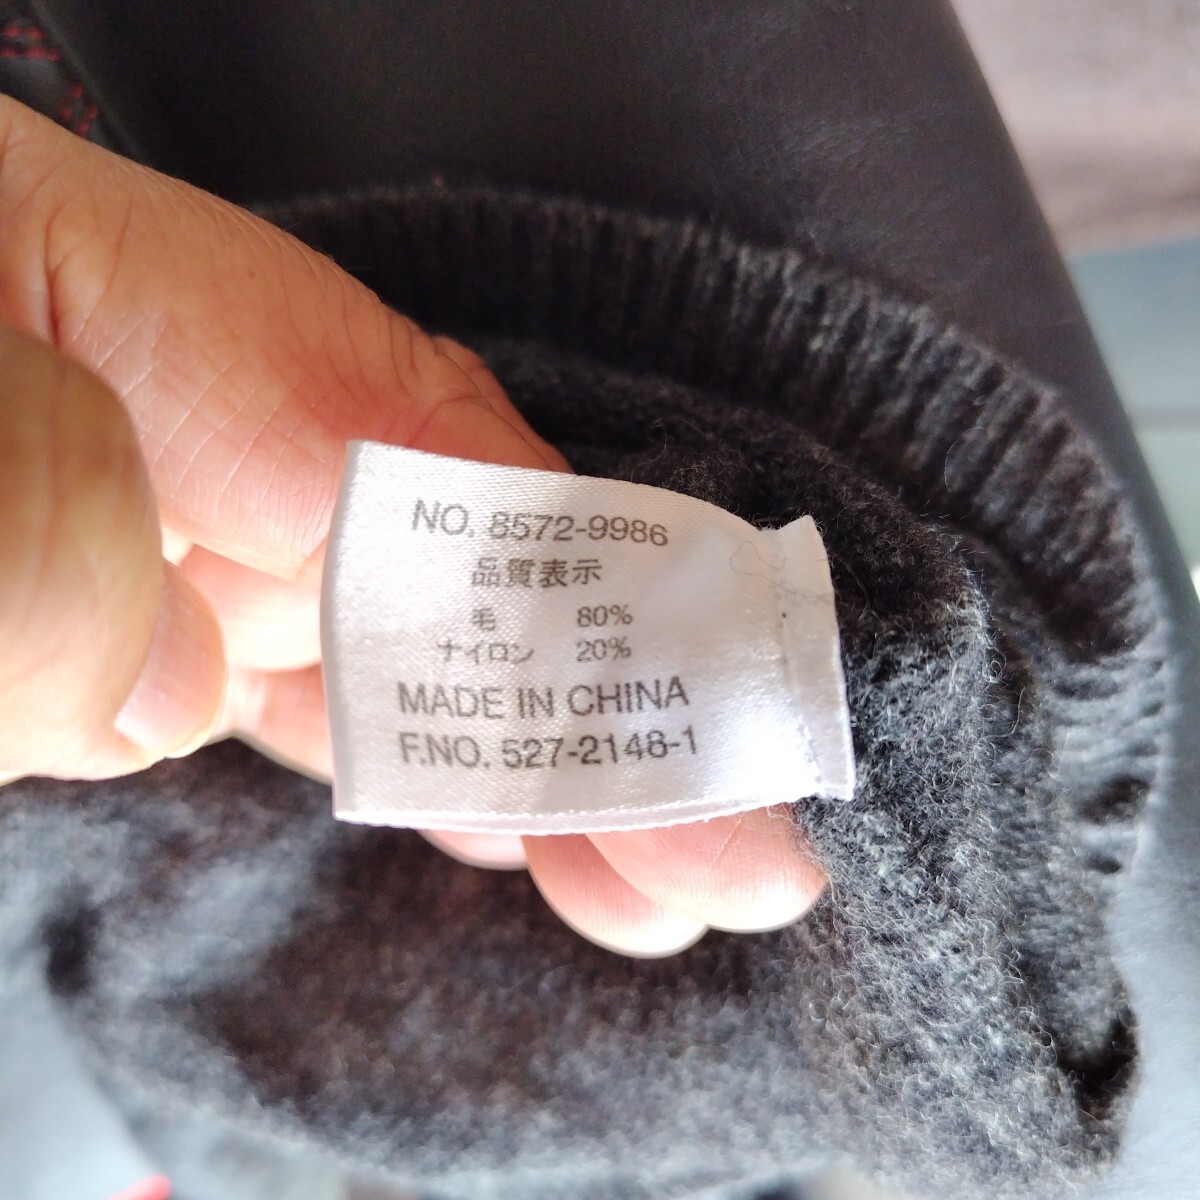 NO. 8572-9986
品質表示
毛 80%
ナイロン 20%
MADE IN CHINA
F.NO. 527-2148-1